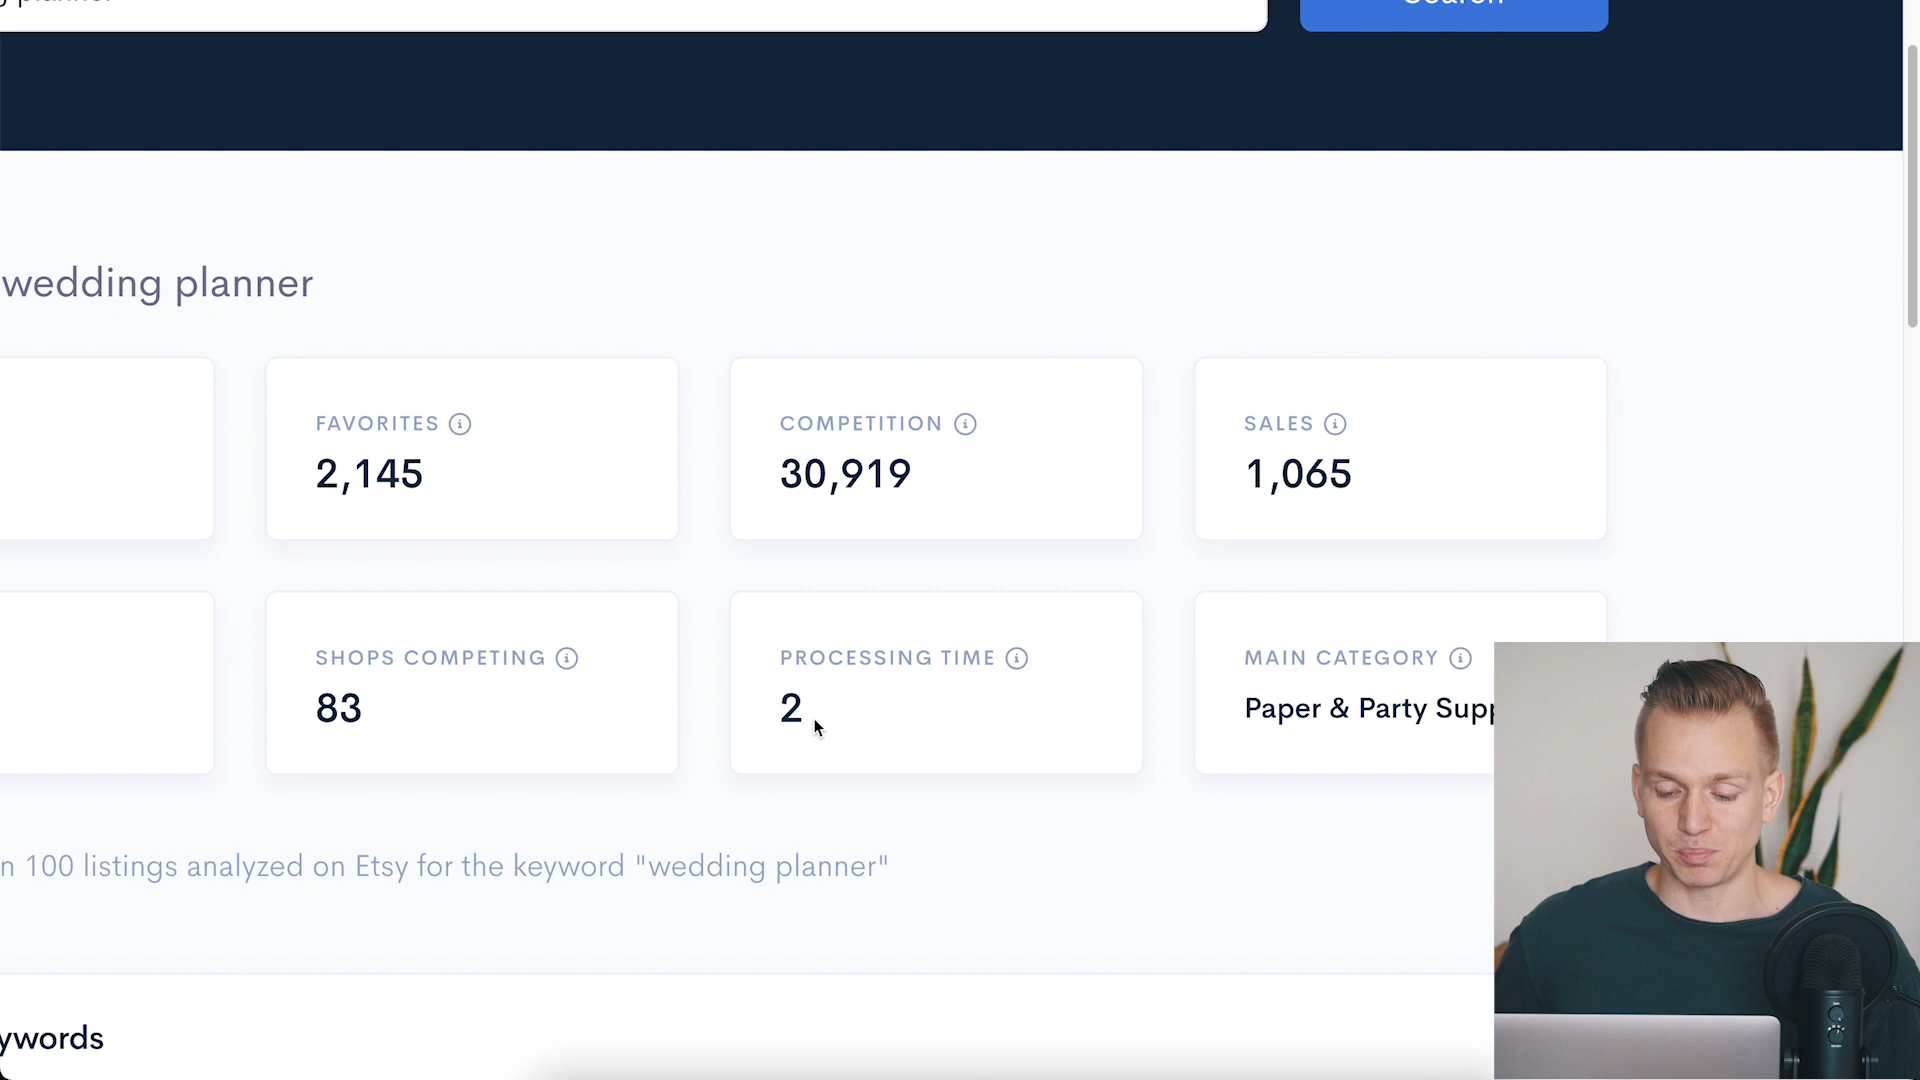 Search
wedding planner
FAVORITES
2,145
COMPETITION
30,919
SALES
1,065
SHOPS COMPETING
83
PROCESSING TIME
2
MAIN CATEGORY
Paper & Party
n 100 listings analyzed on Etsy for the keyword "wedding planner"
ywords